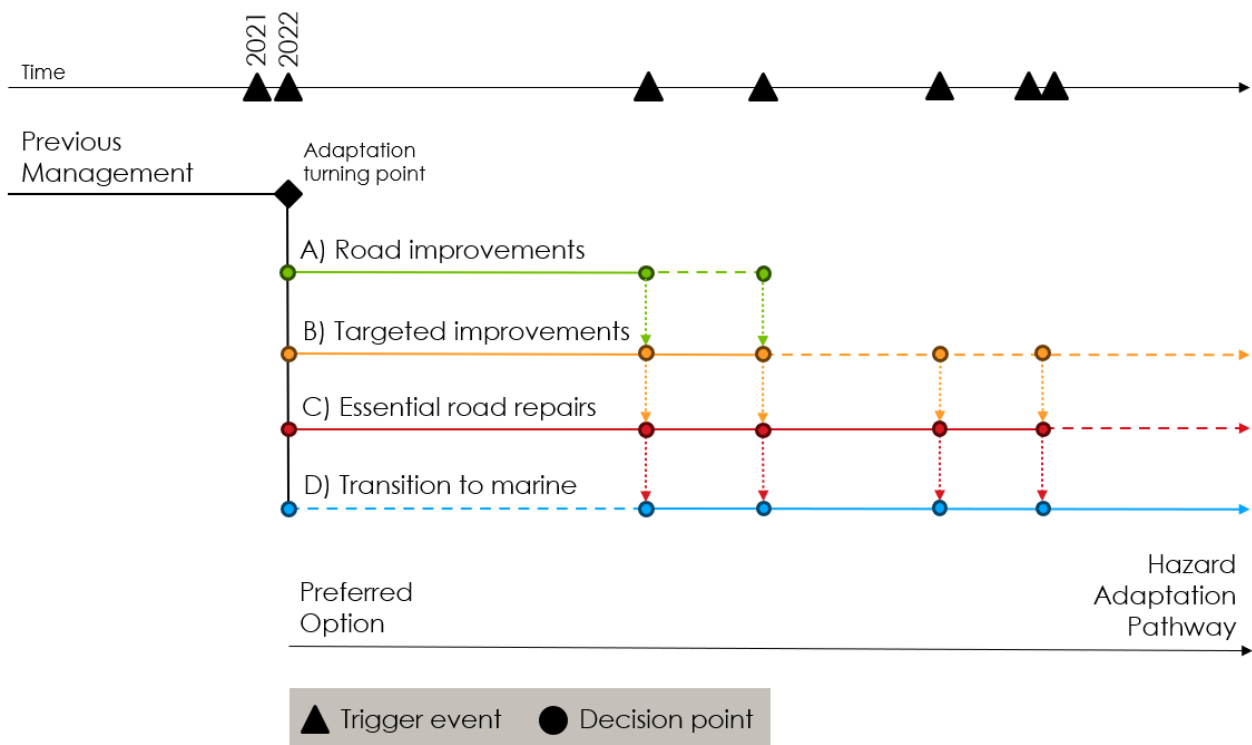 2021
2022
Time
Previous
Management
Adaptation
turning point
A) Road improvements
B) Targeted improvements
C) Essential road repairs
D) Transition to marine
Preferred
Option
Hazard
Adaptation
Pathway
Trigger event
Decision point